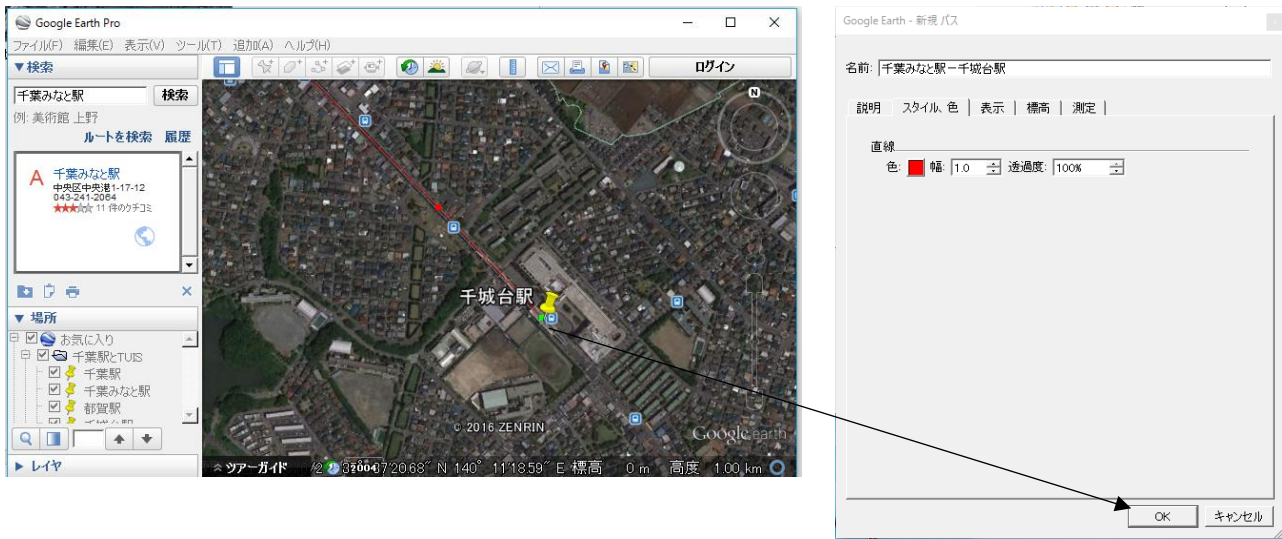 Google Earth Pro
ファイル(F) 編集(E) 表示(V) ツール(T) 追加(A) ヘルプ(H)
▼検索
ログイン
千葉みなと駅
検索
例: 美術館 上野
ルートを検索 履歴
A 千葉みなと駅
中央区中央港1-17-12
043-241-2064
11 件のクチコミ
▼ 場所
お気に入り
千葉駅とTUIS
千葉駅
千葉みなと駅
都賀駅
千城台駅
▶ レイヤ
N
千城台駅
© 2016 ZENRIN
Google earth
ツアーガイド
37'20.68" N 140° 11'18.59" E 標高 0 m 高度 1.00 km
Google Earth - 新規 パス
名前: 千葉みなと駅ー千城台駅
説明 スタイル、色 表示 標高 測定
直線
色: 幅: 1.0 透過度: 100%
OK キャンセル